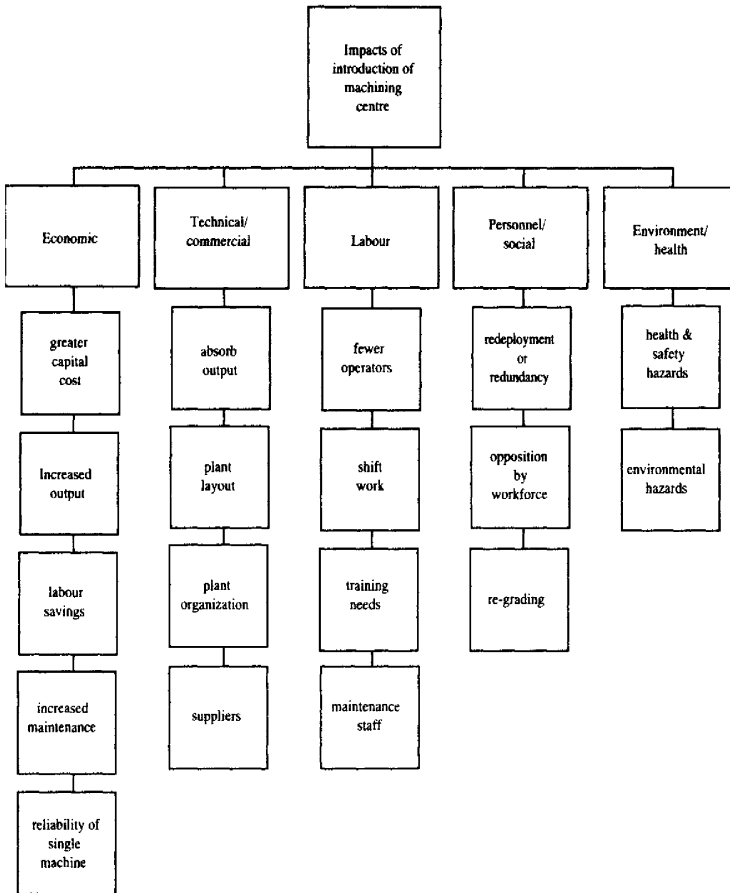 Impacts of
introduction of
machining
centre
Economic
Technical/
commercial
Labour
Personnel/
social
Environment/
health
greater
capital
cost
absorb
output
fewer
operators
redeployment
or
redundancy
health &
safety
hazards
Increased
output
plant
layout
shift
work
opposition
by
workforce
environmental
hazards
labour
savings
plant
organization
training
needs
re-grading
increased
maintenance
suppliers
maintenance
staff
reliability of
single
machine